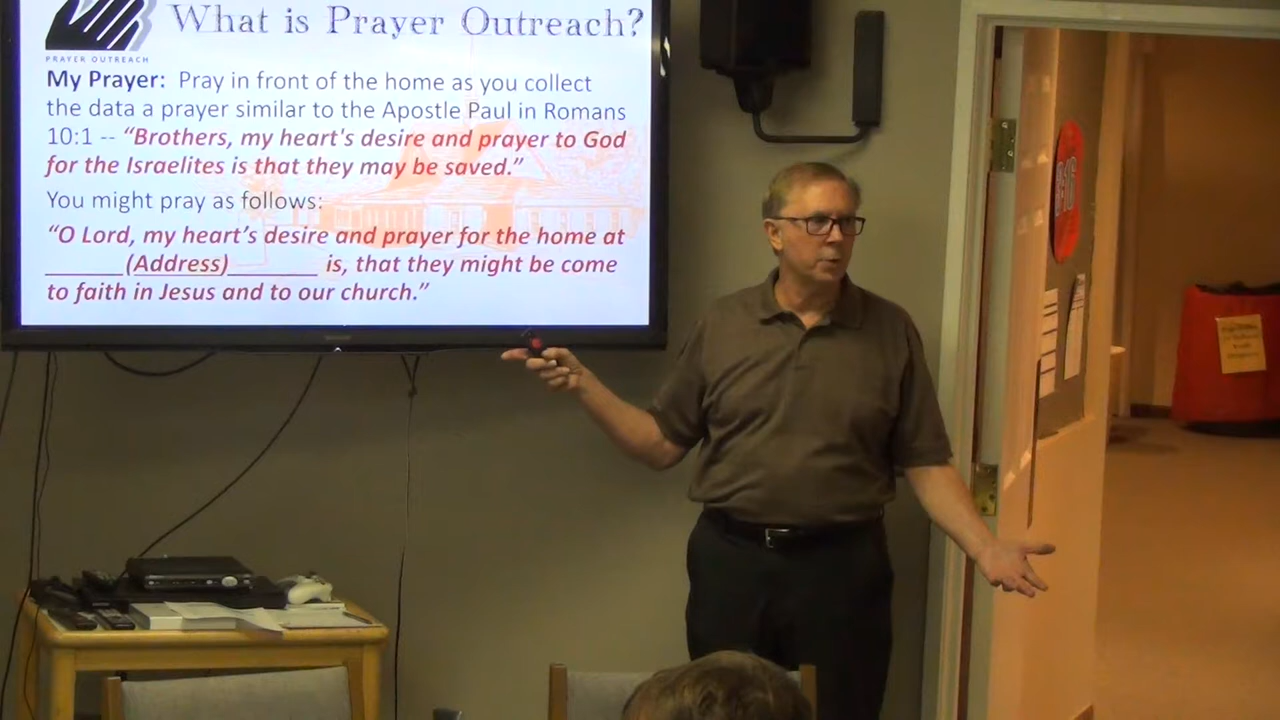 What is Prayer Outreach?
PRAYER OUTREACH
My Prayer: Pray in front of the home as you collect
the data a prayer similar to the Apostle Paul in Romans
10:1 -- “Brothers, my heart's desire and prayer to God
for the Israelites is that they may be saved.”
You might pray as follows:
“O Lord, my heart’s desire and prayer for the home at
______(Address)_______ is, that they might be come
to faith in Jesus and to our church.”